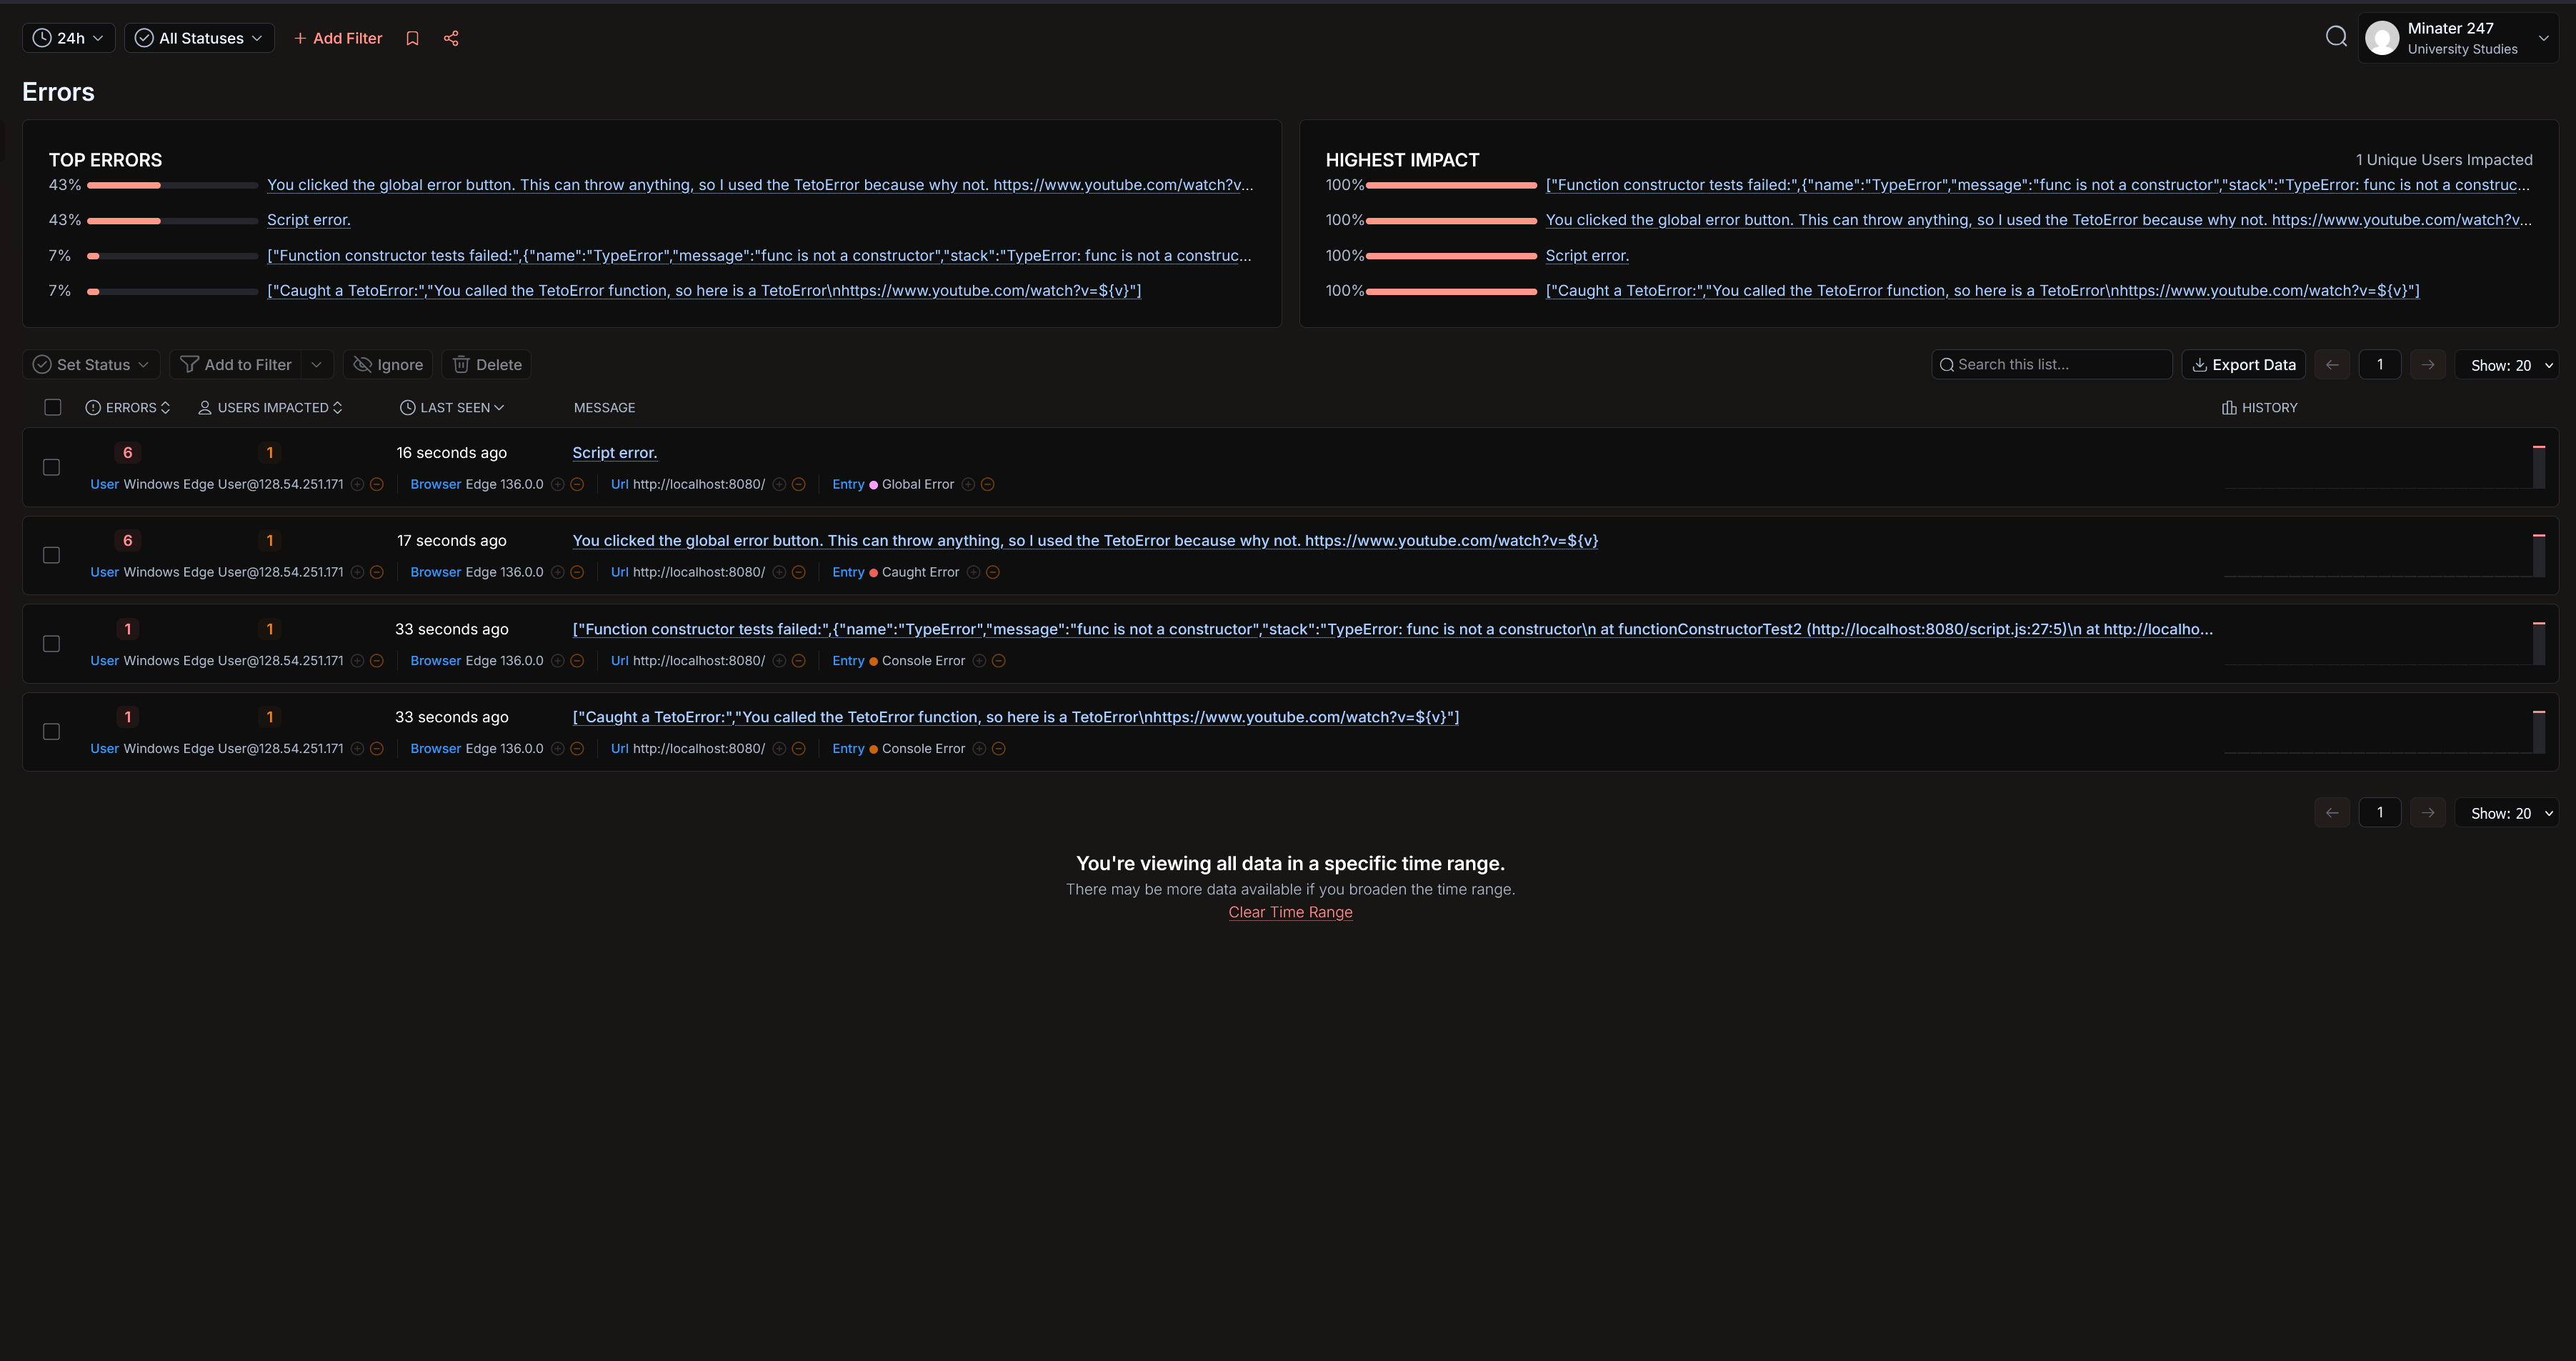 24h All Statuses + Add Filter Minater 247
University Studies
Errors
TOP ERRORS
43% You clicked the global error button. This can throw anything, so I used the TetoError because why not. https://www.youtube.com/watch?v...
43% Script error.
7% ["Function constructor tests failed:",{"name":"TypeError","message":"func is not a constructor","stack":"TypeError: func is not a construc...
7% ["Caught a TetoError:","You called the TetoError function, so here is a TetoError\nhttps://www.youtube.com/watch?v=${v}"]
HIGHEST IMPACT 1 Unique Users Impacted
100% ["Function constructor tests failed:",{"name":"TypeError","message":"func is not a constructor","stack":"TypeError: func is not a construc...
100% You clicked the global error button. This can throw anything, so I used the TetoError because why not. https://www.youtube.com/watch?v...
100% Script error.
100% ["Caught a TetoError:","You called the TetoError function, so here is a TetoError\nhttps://www.youtube.com/watch?v=${v}"]
Set Status Add to Filter Ignore Delete Search this list... Export Data 1 Show: 20
ERRORS USERS IMPACTED LAST SEEN MESSAGE HISTORY
6 1 16 seconds ago Script error.
User Windows Edge User@128.54.251.171 Browser Edge 136.0.0 Url http://localhost:8080/ Entry Global Error
6 1 17 seconds ago You clicked the global error button. This can throw anything, so I used the TetoError because why not. https://www.youtube.com/watch?v=${v}
User Windows Edge User@128.54.251.171 Browser Edge 136.0.0 Url http://localhost:8080/ Entry Caught Error
1 1 33 seconds ago ["Function constructor tests failed:",{"name":"TypeError","message":"func is not a constructor","stack":"TypeError: func is not a constructor\n at functionConstructorTest2 (http://localhost:8080/script.js:27:5)\n at http://localho...
User Windows Edge User@128.54.251.171 Browser Edge 136.0.0 Url http://localhost:8080/ Entry Console Error
1 1 33 seconds ago ["Caught a TetoError:","You called the TetoError function, so here is a TetoError\nhttps://www.youtube.com/watch?v=${v}"]
User Windows Edge User@128.54.251.171 Browser Edge 136.0.0 Url http://localhost:8080/ Entry Console Error
1 Show: 20
You're viewing all data in a specific time range.
There may be more data available if you broaden the time range.
Clear Time Range